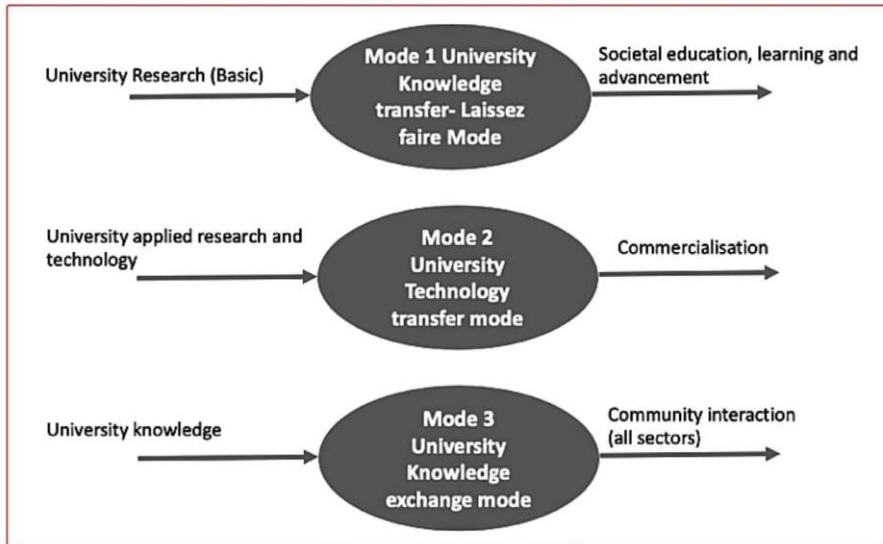 University Research (Basic)
Mode 1 University
Knowledge
transfer- Laissez
faire Mode
Societal education, learning and
advancement
University applied research and
technology
Mode 2
University
Technology
transfer mode
Commercialisation
University knowledge
Mode 3
University
Knowledge
exchange mode
Community interaction
(all sectors)